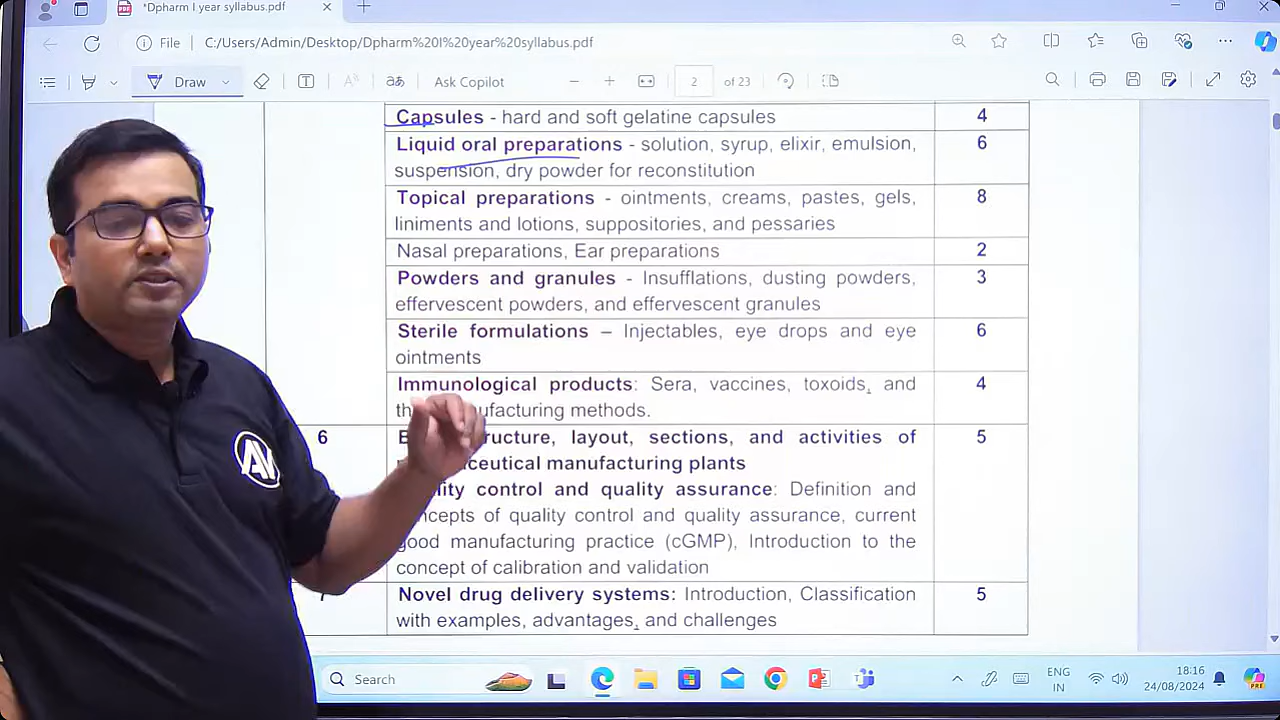 *Dpharm I year syllabus.pdf
File C:/Users/Admin/Desktop/Dpharm%20I%20year%20syllabus.pdf
Draw Ask Copilot 2 of 23
Capsules - hard and soft gelatine capsules 4
Liquid oral preparations - solution, syrup, elixir, emulsion, 6
suspension, dry powder for reconstitution
Topical preparations - ointments, creams, pastes, gels, 8
liniments and lotions, suppositories, and pessaries
Nasal preparations, Ear preparations 2
Powders and granules - Insufflations, dusting powders, 3
effervescent powders, and effervescent granules
Sterile formulations – Injectables, eye drops and eye 6
ointments
Immunological products: Sera, vaccines, toxoids, and 4
manufacturing methods.
6 structure, layout, sections, and activities of 5
manufacturing plants
control and quality assurance: Definition and
concepts of quality control and quality assurance, current
good manufacturing practice (cGMP), Introduction to the
concept of calibration and validation
7 Novel drug delivery systems: Introduction, Classification 5
with examples, advantages, and challenges
AV
Search
ENG
IN
18:16
24/08/2024